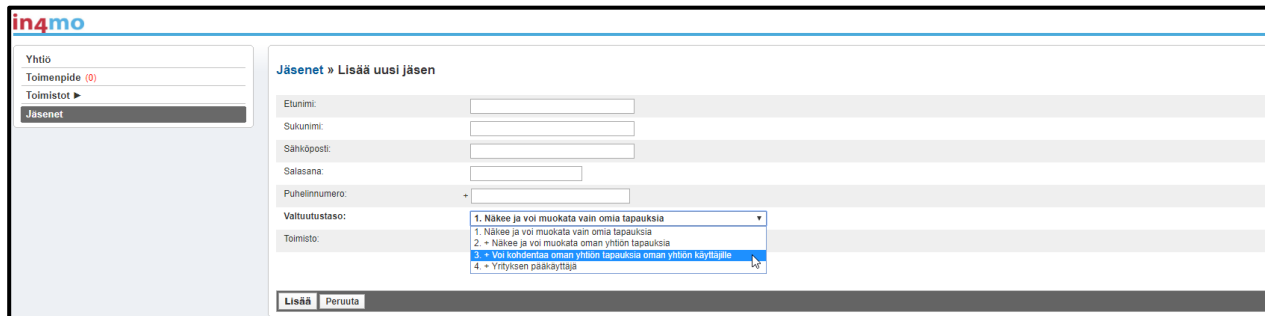 in4mo
Yhtiö
Toimenpide (0)
Toimistot ►
Jäsenet
Jäsenet » Lisää uusi jäsen
Etunimi:
Sukunimi:
Sähköposti:
Salasana:
Puhelinnumero: +
Valtuutustaso: 1. Näkee ja voi muokata vain omia tapauksia ▼
1. Näkee ja voi muokata vain omia tapauksia
2. + Näkee ja voi muokata oman yhtiön tapauksia
3. + Voi kohdentaa oman yhtiön tapauksia oman yhtiön käyttäjille
4. + Yrityksen pääkäyttäjä
Toimisto:
Lisää Peruuta